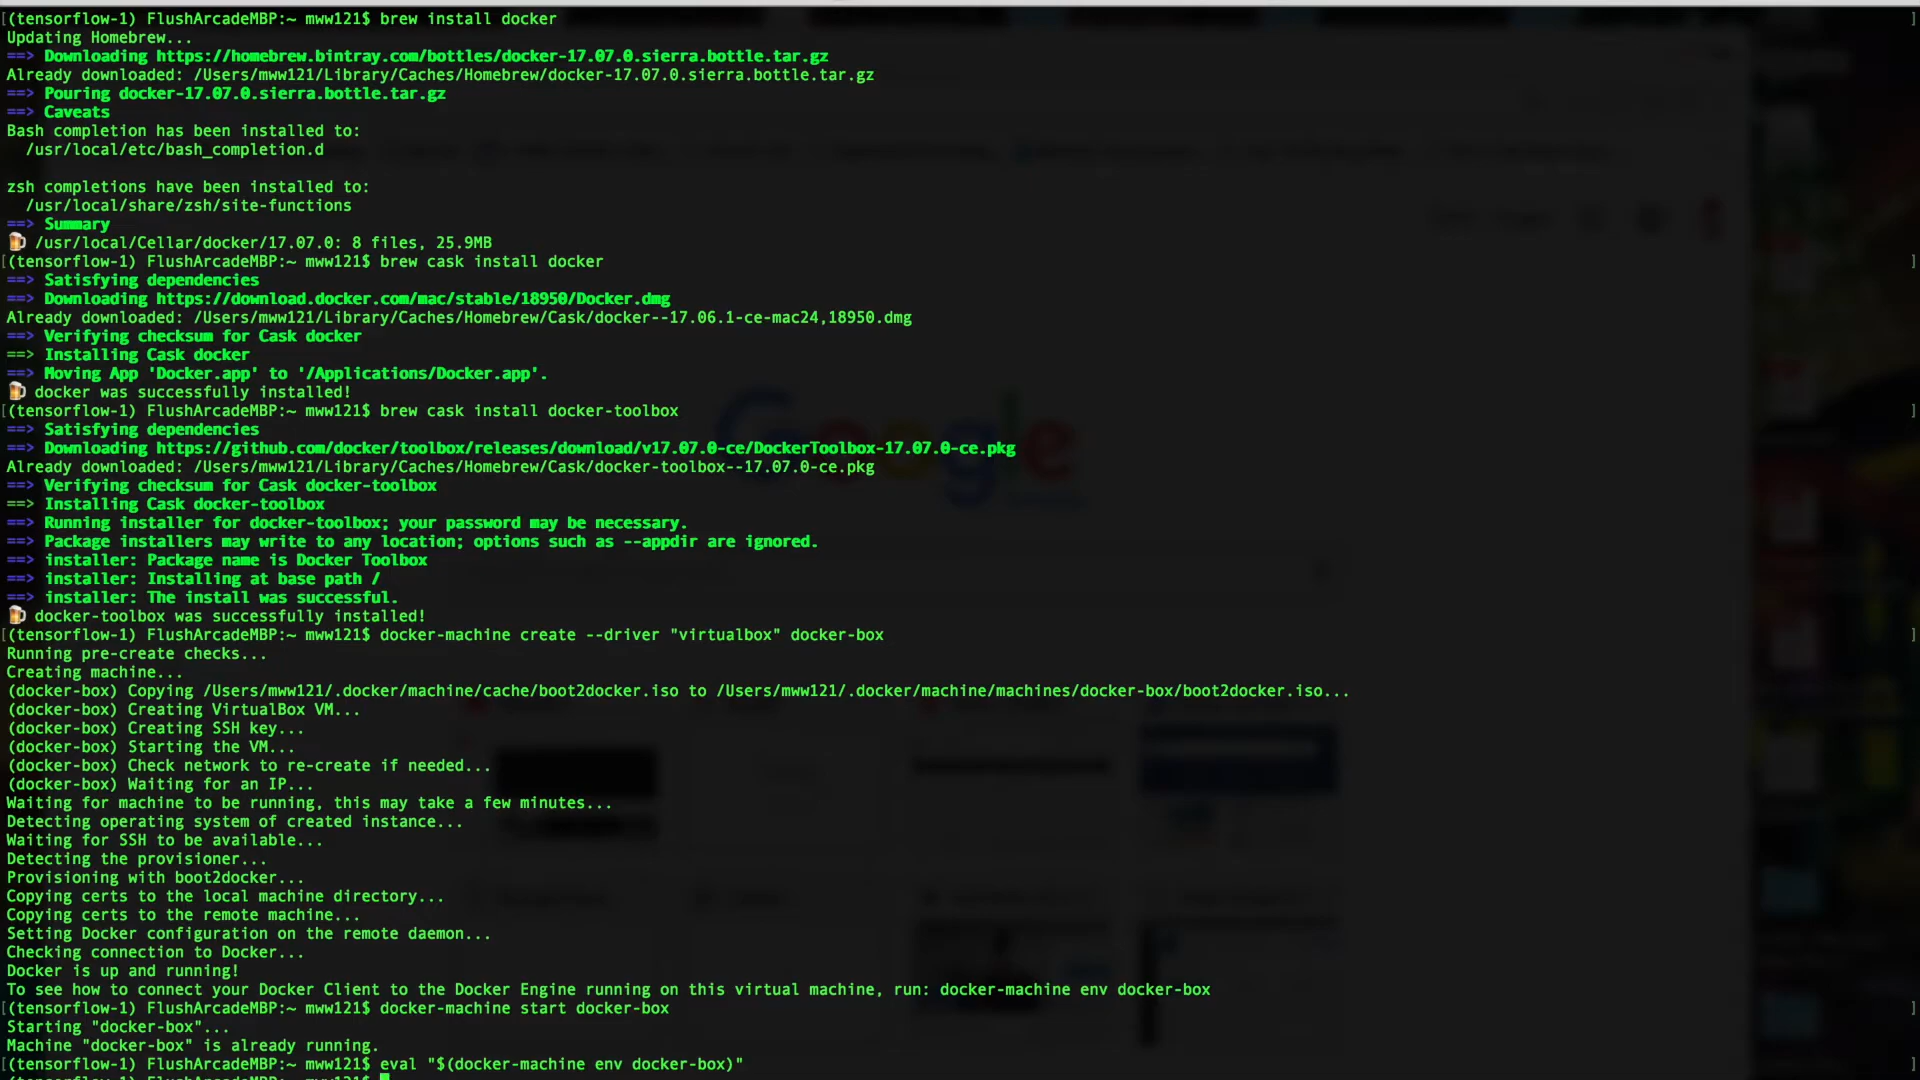 [(tensorflow-1) FlushArcadeMBP:~ mww121$ brew install docker ]
Updating Homebrew...
==> Downloading https://homebrew.bintray.com/bottles/docker-17.07.0.sierra.bottle.tar.gz
Already downloaded: /Users/mww121/Library/Caches/Homebrew/docker-17.07.0.sierra.bottle.tar.gz
==> Pouring docker-17.07.0.sierra.bottle.tar.gz
==> Caveats
Bash completion has been installed to:
  /usr/local/etc/bash_completion.d

zsh completions have been installed to:
  /usr/local/share/zsh/site-functions
==> Summary
🍺 /usr/local/Cellar/docker/17.07.0: 8 files, 25.9MB
[(tensorflow-1) FlushArcadeMBP:~ mww121$ brew cask install docker ]
==> Satisfying dependencies
==> Downloading https://download.docker.com/mac/stable/18950/Docker.dmg
Already downloaded: /Users/mww121/Library/Caches/Homebrew/Cask/docker--17.06.1-ce-mac24,18950.dmg
==> Verifying checksum for Cask docker
==> Installing Cask docker
==> Moving App 'Docker.app' to '/Applications/Docker.app'.
🍺 docker was successfully installed!
[(tensorflow-1) FlushArcadeMBP:~ mww121$ brew cask install docker-toolbox ]
==> Satisfying dependencies
==> Downloading https://github.com/docker/toolbox/releases/download/v17.07.0-ce/DockerToolbox-17.07.0-ce.pkg
Already downloaded: /Users/mww121/Library/Caches/Homebrew/Cask/docker-toolbox--17.07.0-ce.pkg
==> Verifying checksum for Cask docker-toolbox
==> Installing Cask docker-toolbox
==> Running installer for docker-toolbox; your password may be necessary.
==> Package installers may write to any location; options such as --appdir are ignored.
==> installer: Package name is Docker Toolbox
==> installer: Installing at base path /
==> installer: The install was successful.
🍺 docker-toolbox was successfully installed!
[(tensorflow-1) FlushArcadeMBP:~ mww121$ docker-machine create --driver "virtualbox" docker-box ]
Running pre-create checks...
Creating machine...
(docker-box) Copying /Users/mww121/.docker/machine/cache/boot2docker.iso to /Users/mww121/.docker/machine/machines/docker-box/boot2docker.iso...
(docker-box) Creating VirtualBox VM...
(docker-box) Creating SSH key...
(docker-box) Starting the VM...
(docker-box) Check network to re-create if needed...
(docker-box) Waiting for an IP...
Waiting for machine to be running, this may take a few minutes...
Detecting operating system of created instance...
Waiting for SSH to be available...
Detecting the provisioner...
Provisioning with boot2docker...
Copying certs to the local machine directory...
Copying certs to the remote machine...
Setting Docker configuration on the remote daemon...
Checking connection to Docker...
Docker is up and running!
To see how to connect your Docker Client to the Docker Engine running on this virtual machine, run: docker-machine env docker-box
[(tensorflow-1) FlushArcadeMBP:~ mww121$ docker-machine start docker-box ]
Starting "docker-box"...
Machine "docker-box" is already running.
[(tensorflow-1) FlushArcadeMBP:~ mww121$ eval "$(docker-machine env docker-box)" ]
(tensorflow-1) FlushArcadeMBP:~ mww121$
Google